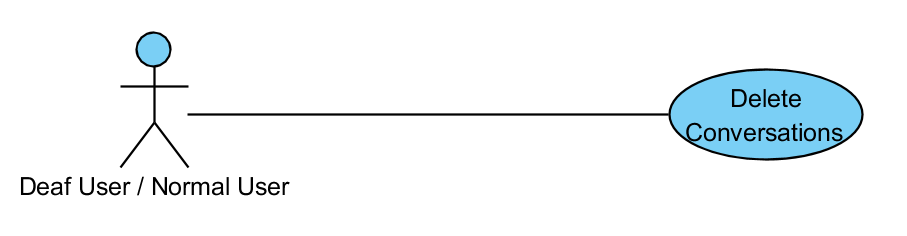 Delete
Conversations
Deaf User / Normal User